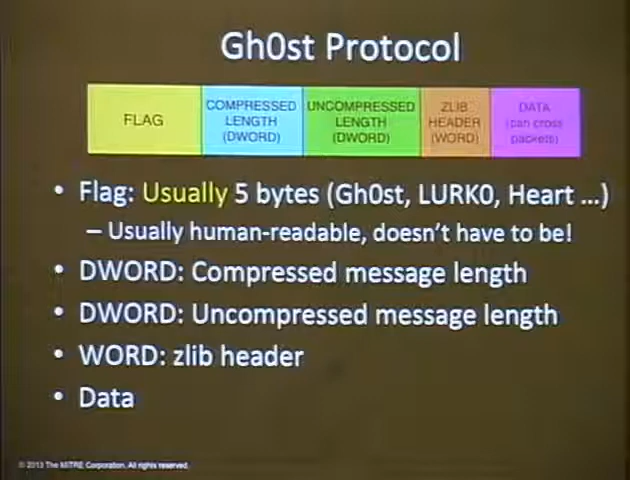 Gh0st Protocol
FLAG
COMPRESSED
LENGTH
(DWORD)
UNCOMPRESSED
LENGTH
(DWORD)
ZLIB
HEADER
(WORD)
DATA
(can cross
packets)
• Flag: Usually 5 bytes (Gh0st, LURK0, Heart ...)
– Usually human-readable, doesn't have to be!
• DWORD: Compressed message length
• DWORD: Uncompressed message length
• WORD: zlib header
• Data
© 2013 The MITRE Corporation. All rights reserved.